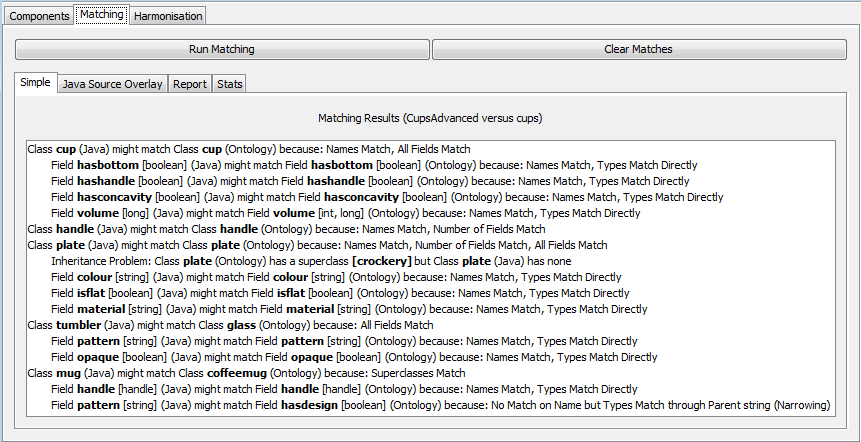 Components Matching Harmonisation
Run Matching Clear Matches
Simple Java Source Overlay Report Stats
Matching Results (CupsAdvanced versus cups)
Class cup (Java) might match Class cup (Ontology) because: Names Match, All Fields Match
Field hasbottom [boolean] (Java) might match Field hasbottom [boolean] (Ontology) because: Names Match, Types Match Directly
Field hashandle [boolean] (Java) might match Field hashandle [boolean] (Ontology) because: Names Match, Types Match Directly
Field hasconcavity [boolean] (Java) might match Field hasconcavity [boolean] (Ontology) because: Names Match, Types Match Directly
Field volume [long] (Java) might match Field volume [int, long] (Ontology) because: Names Match, Types Match Directly
Class handle (Java) might match Class handle (Ontology) because: Names Match, Number of Fields Match
Class plate (Java) might match Class plate (Ontology) because: Names Match, Number of Fields Match, All Fields Match
Inheritance Problem: Class plate (Ontology) has a superclass [crockery] but Class plate (Java) has none
Field colour [string] (Java) might match Field colour [string] (Ontology) because: Names Match, Types Match Directly
Field isflat [boolean] (Java) might match Field isflat [boolean] (Ontology) because: Names Match, Types Match Directly
Field material [string] (Java) might match Field material [string] (Ontology) because: Names Match, Types Match Directly
Class tumbler (Java) might match Class glass (Ontology) because: All Fields Match
Field pattern [string] (Java) might match Field pattern [string] (Ontology) because: Names Match, Types Match Directly
Field opaque [boolean] (Java) might match Field opaque [boolean] (Ontology) because: Names Match, Types Match Directly
Class mug (Java) might match Class coffeemug (Ontology) because: Superclasses Match
Field handle [handle] (Java) might match Field handle [handle] (Ontology) because: Names Match, Types Match Directly
Field pattern [string] (Java) might match Field hasdesign [boolean] (Ontology) because: No Match on Name but Types Match through Parent string (Narrowing)